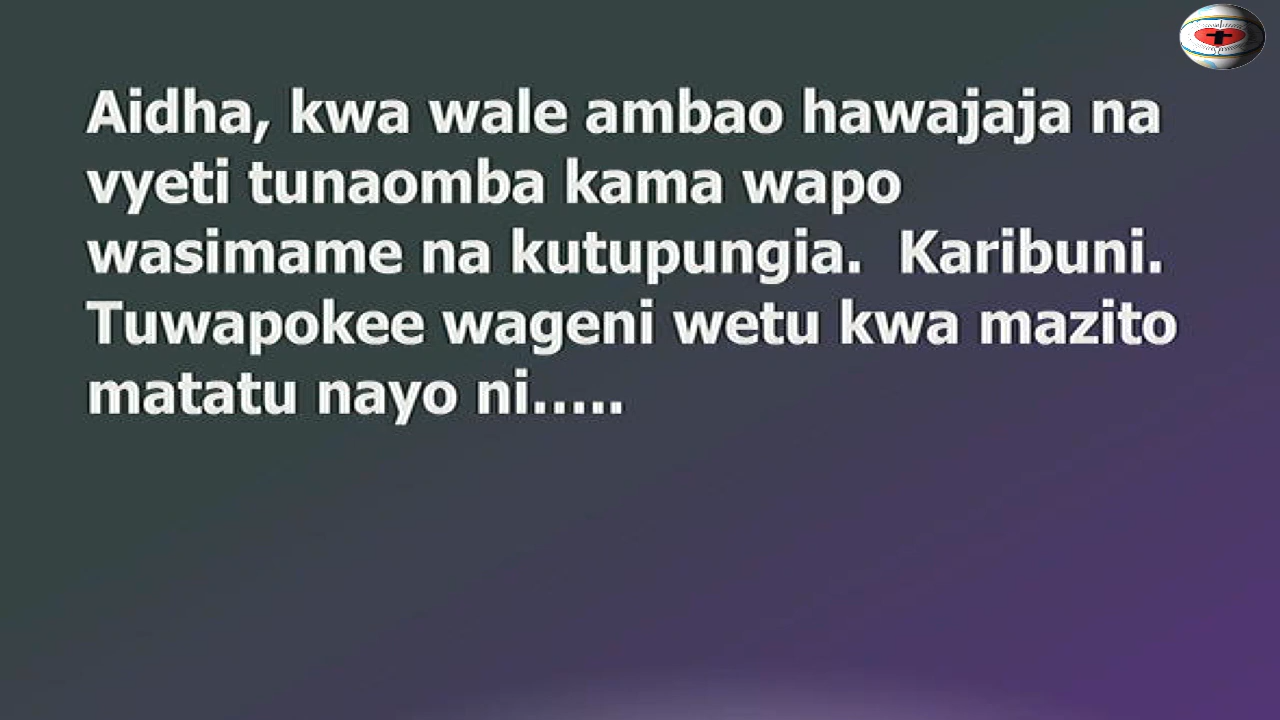 Aidha, kwa wale ambao hawajaja na
vyeti tunaomba kama wapo
wasimame na kutupungia.  Karibuni.
Tuwapokee wageni wetu kwa mazito
matatu nayo ni…..